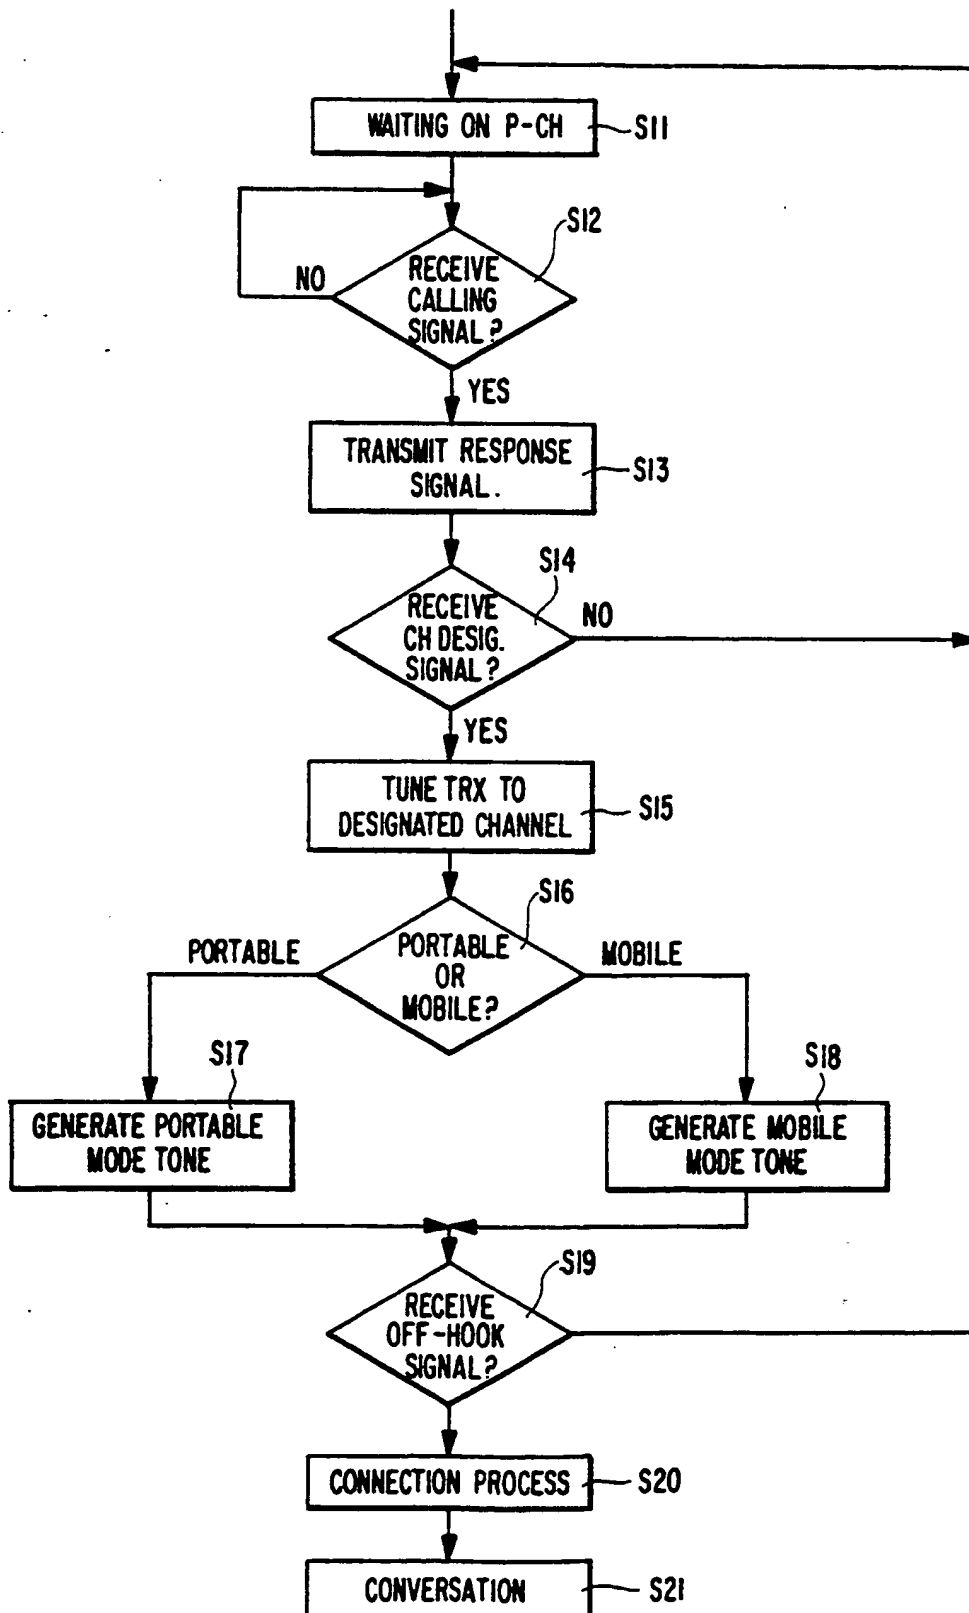 WAITING ON P-CH
S11
S12
RECEIVE
CALLING
SIGNAL?
NO
YES
TRANSMIT RESPONSE
SIGNAL.
S13
S14
RECEIVE
CH DESIG.
SIGNAL?
NO
YES
TUNE TRX TO
DESIGNATED CHANNEL
S15
S16
PORTABLE
PORTABLE
OR
MOBILE?
MOBILE
S17
GENERATE PORTABLE
MODE TONE
S18
GENERATE MOBILE
MODE TONE
S19
RECEIVE
OFF-HOOK
SIGNAL?
CONNECTION PROCESS
S20
CONVERSATION
S21